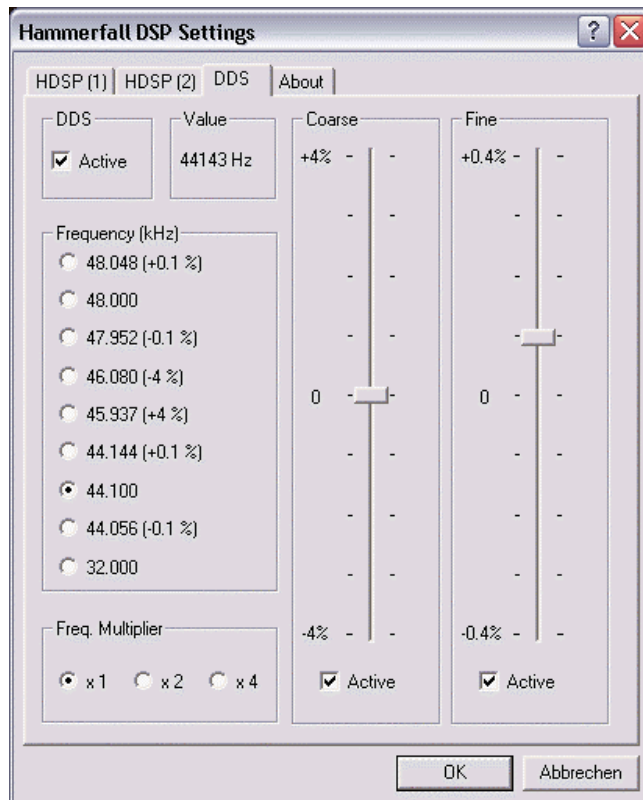 Hammerfall DSP Settings
HDSP (1) HDSP (2) DDS About
DDS
Active
Value
44143 Hz
Frequency (kHz)
48.048 (+0.1 %)
48.000
47.952 (-0.1 %)
46.080 (-4 %)
45.937 (+4 %)
44.144 (+0.1 %)
44.100
44.056 (-0.1 %)
32.000
Freq. Multiplier
x 1 x 2 x 4
Coarse
+4%
0
-4%
Active
Fine
+0.4%
0
-0.4%
Active
OK Abbrechen